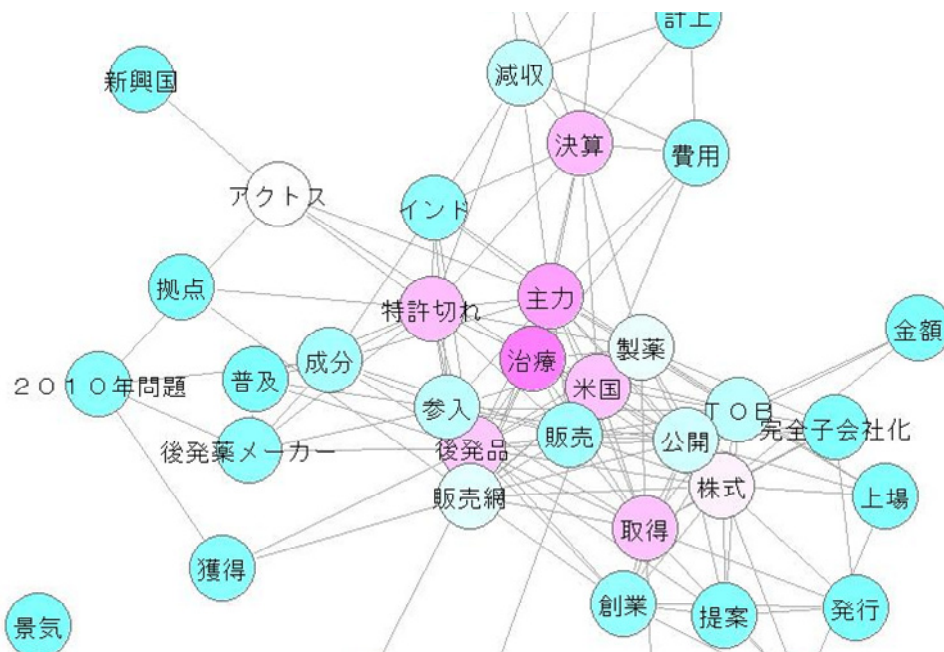 計上
減収
新興国
決算
費用
アクトス
インド
拠点
主力
特許切れ
金額
製薬
治療
成分
普及
２０１０年問題
米国
参入
ＴＯＢ
完全子会社化
販売
公開
後発薬メーカー
後発品
株式
販売網
上場
取得
獲得
創業
提案
発行
景気